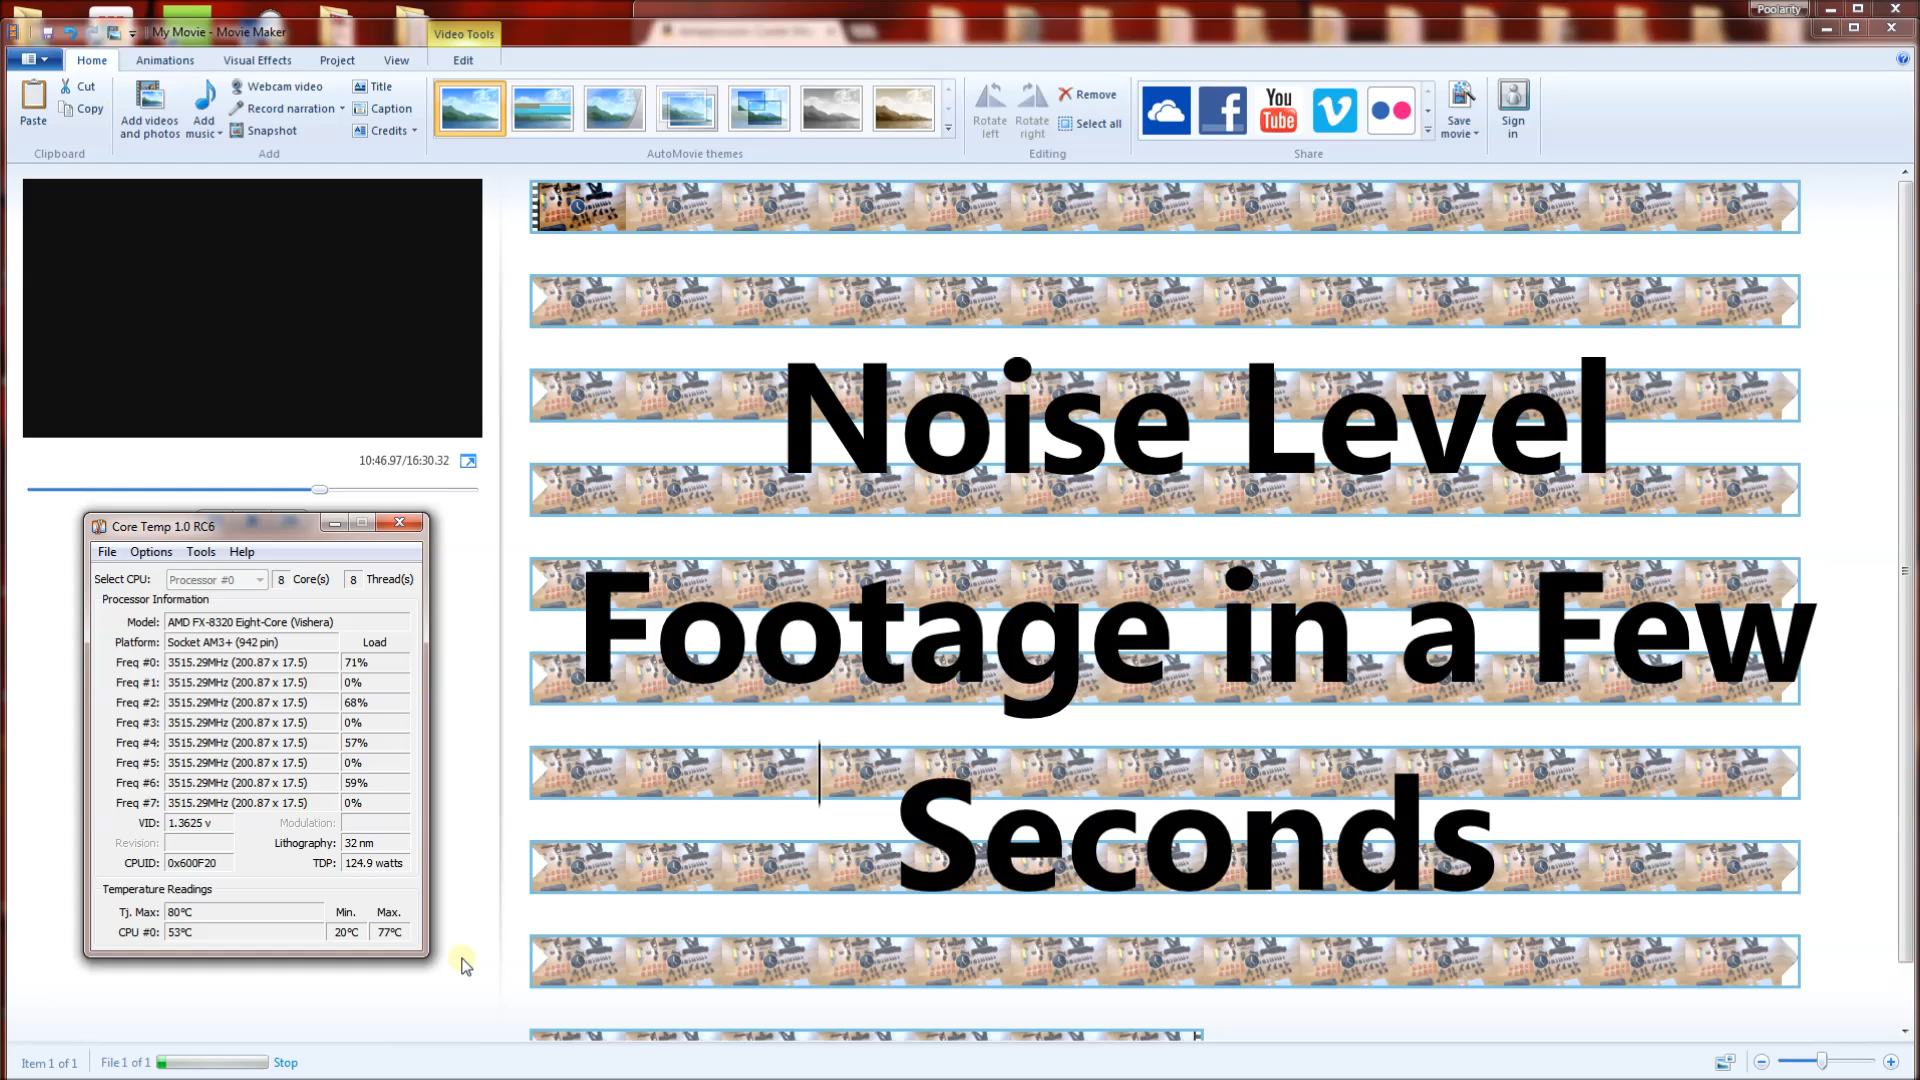 Poolarity
My Movie - Movie Maker
Video Tools
Home
Animations
Visual Effects
Project
View
Edit
Paste
Cut
Copy
Clipboard
Add videos
and photos
Add
music
Webcam video
Record narration
Snapshot
Title
Caption
Credits
Add
AutoMovie themes
Rotate
left
Rotate
right
Remove
Select all
Editing
You
Tube
Share
Save
movie
Sign
in
10:46.97/16:30.32
Noise Level
Footage in a Few
Seconds
Core Temp 1.0 RC6
File Options Tools Help
Select CPU: Processor #0 8 Core(s) 8 Thread(s)
Processor Information
Model: AMD FX-8320 Eight-Core (Vishera)
Platform: Socket AM3+ (942 pin) Load
Freq #0: 3515.29MHz (200.87 x 17.5) 71%
Freq #1: 3515.29MHz (200.87 x 17.5) 0%
Freq #2: 3515.29MHz (200.87 x 17.5) 68%
Freq #3: 3515.29MHz (200.87 x 17.5) 0%
Freq #4: 3515.29MHz (200.87 x 17.5) 57%
Freq #5: 3515.29MHz (200.87 x 17.5) 0%
Freq #6: 3515.29MHz (200.87 x 17.5) 59%
Freq #7: 3515.29MHz (200.87 x 17.5) 0%
VID: 1.3625 v Modulation:
Revision: Lithography: 32 nm
CPUID: 0x600F20 TDP: 124.9 watts
Temperature Readings
Tj. Max: 80°C Min. Max.
CPU #0: 53°C 20°C 77°C
Item 1 of 1 File 1 of 1 Stop